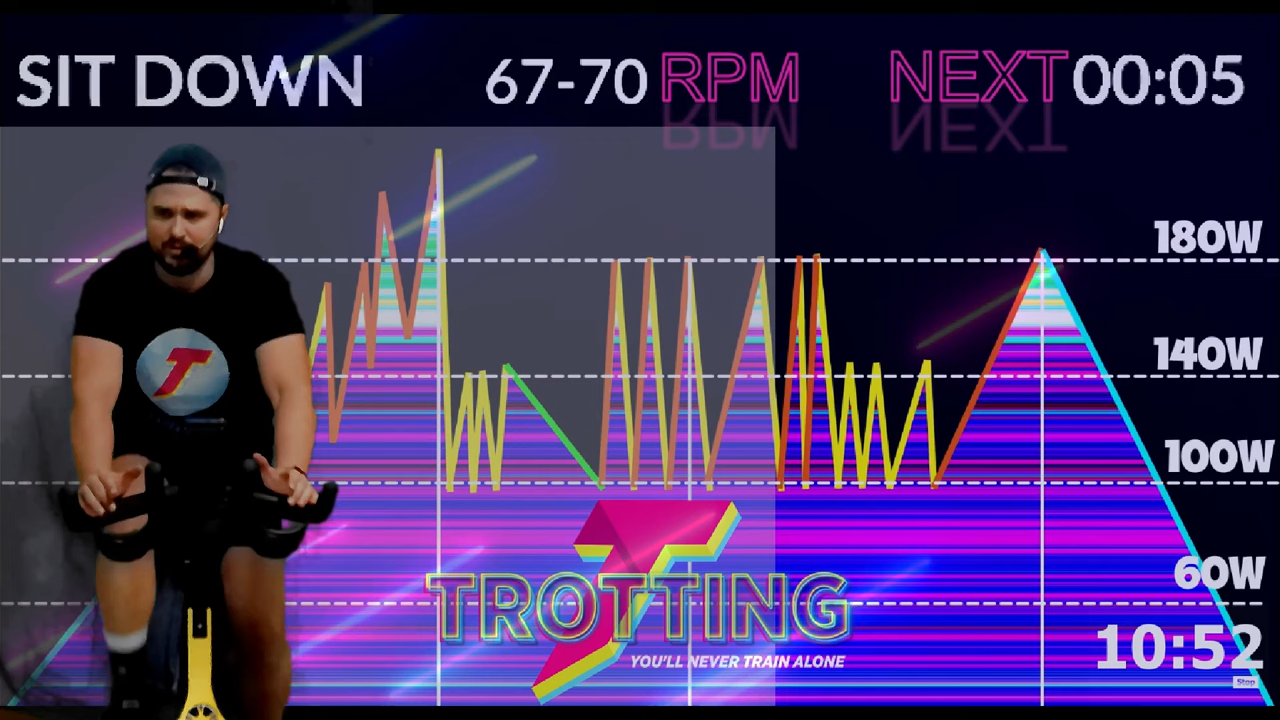 SIT DOWN
67-70 RPM
NEXT 00:05
180W
140W
100W
60W
T
TROTTING
YOU'LL NEVER TRAIN ALONE
10:52
Stop
T